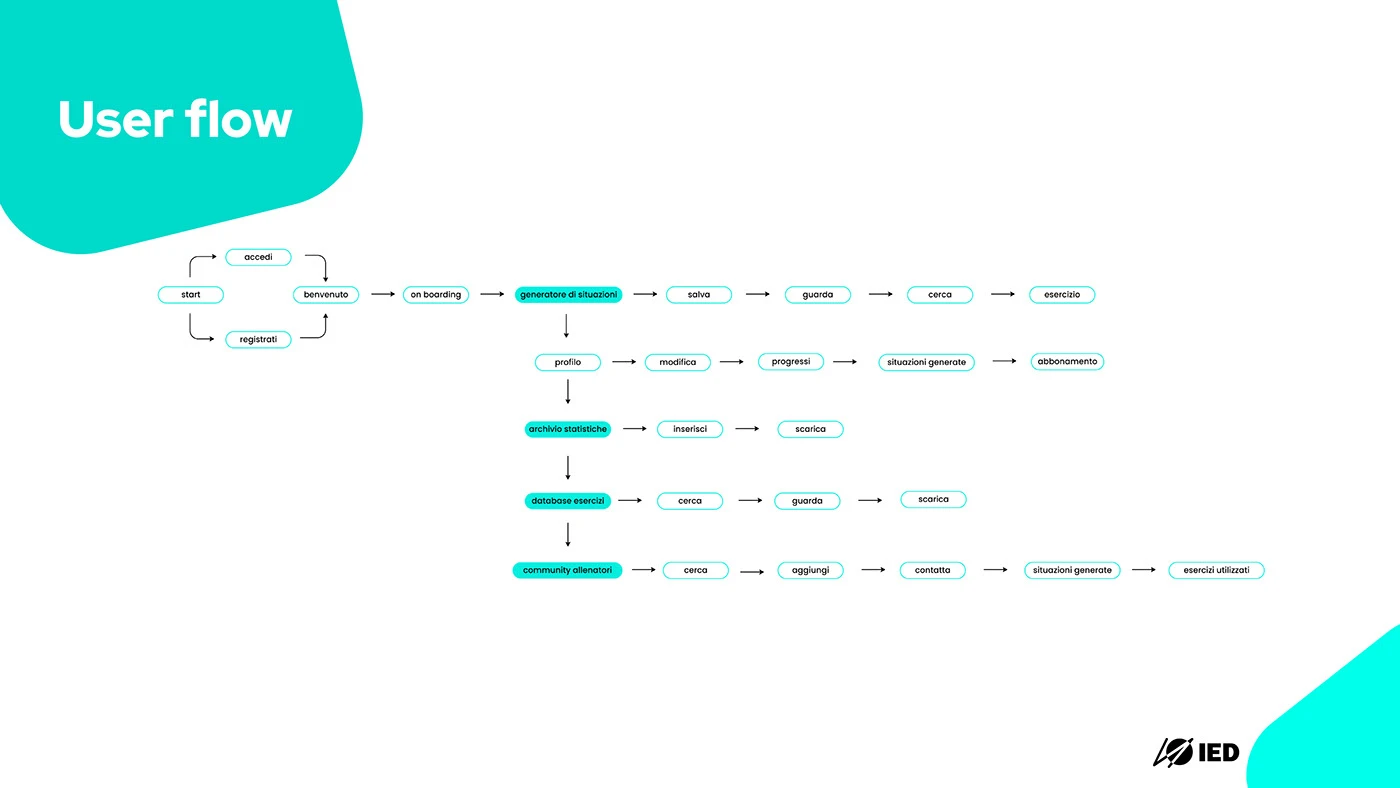 User flow
accedi
start
benvenuto
on boarding
generatore di situazioni
salva
guarda
cerca
esercizio
registrati
profilo
modifica
progressi
situazioni generate
abbonamento
archivio statistiche
inserisci
scarica
database esercizi
cerca
guarda
scarica
community allenatori
cerca
aggiungi
contatta
situazioni generate
esercizi utilizzati
IED